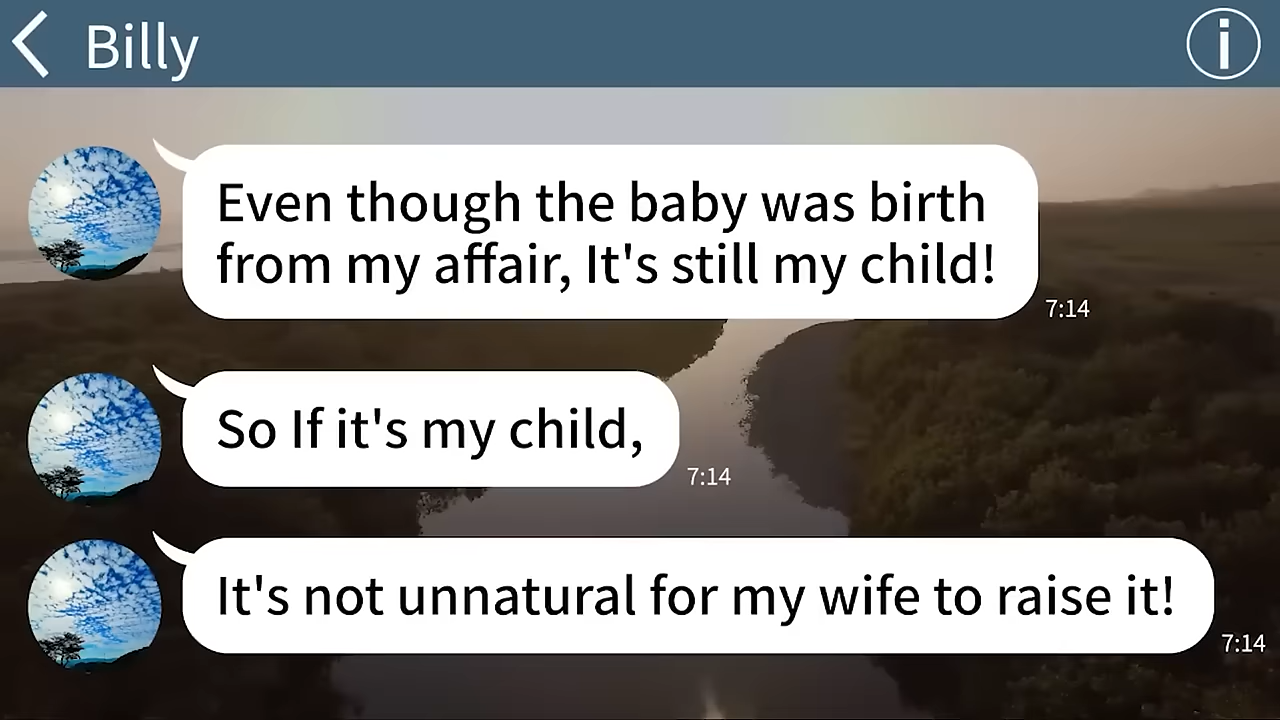 Billy
Even though the baby was birth
from my affair, It's still my child!
7:14
So If it's my child,
7:14
It's not unnatural for my wife to raise it!
7:14